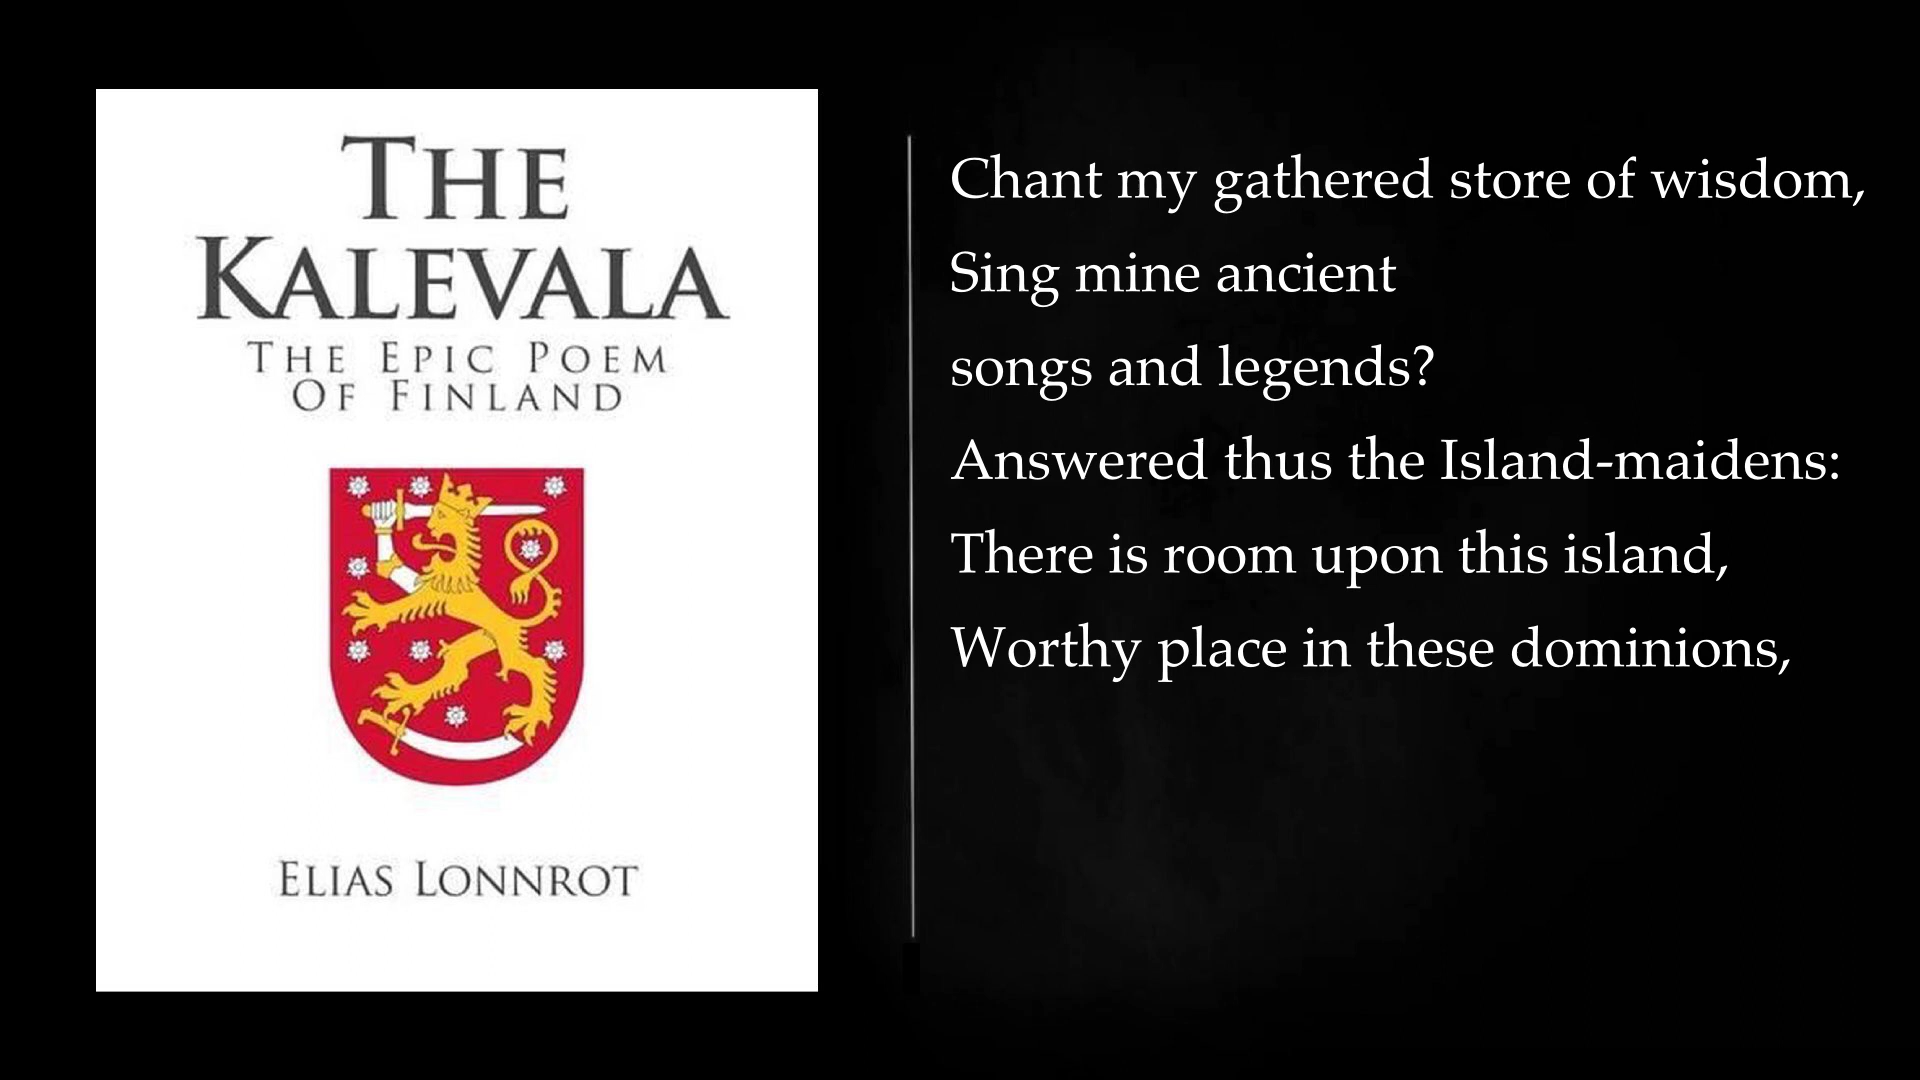 THE
KALEVALA
THE EPIC POEM
OF FINLAND
ELIAS LONNROT
Chant my gathered store of wisdom,
Sing mine ancient
songs and legends?
Answered thus the Island-maidens:
There is room upon this island,
Worthy place in these dominions,